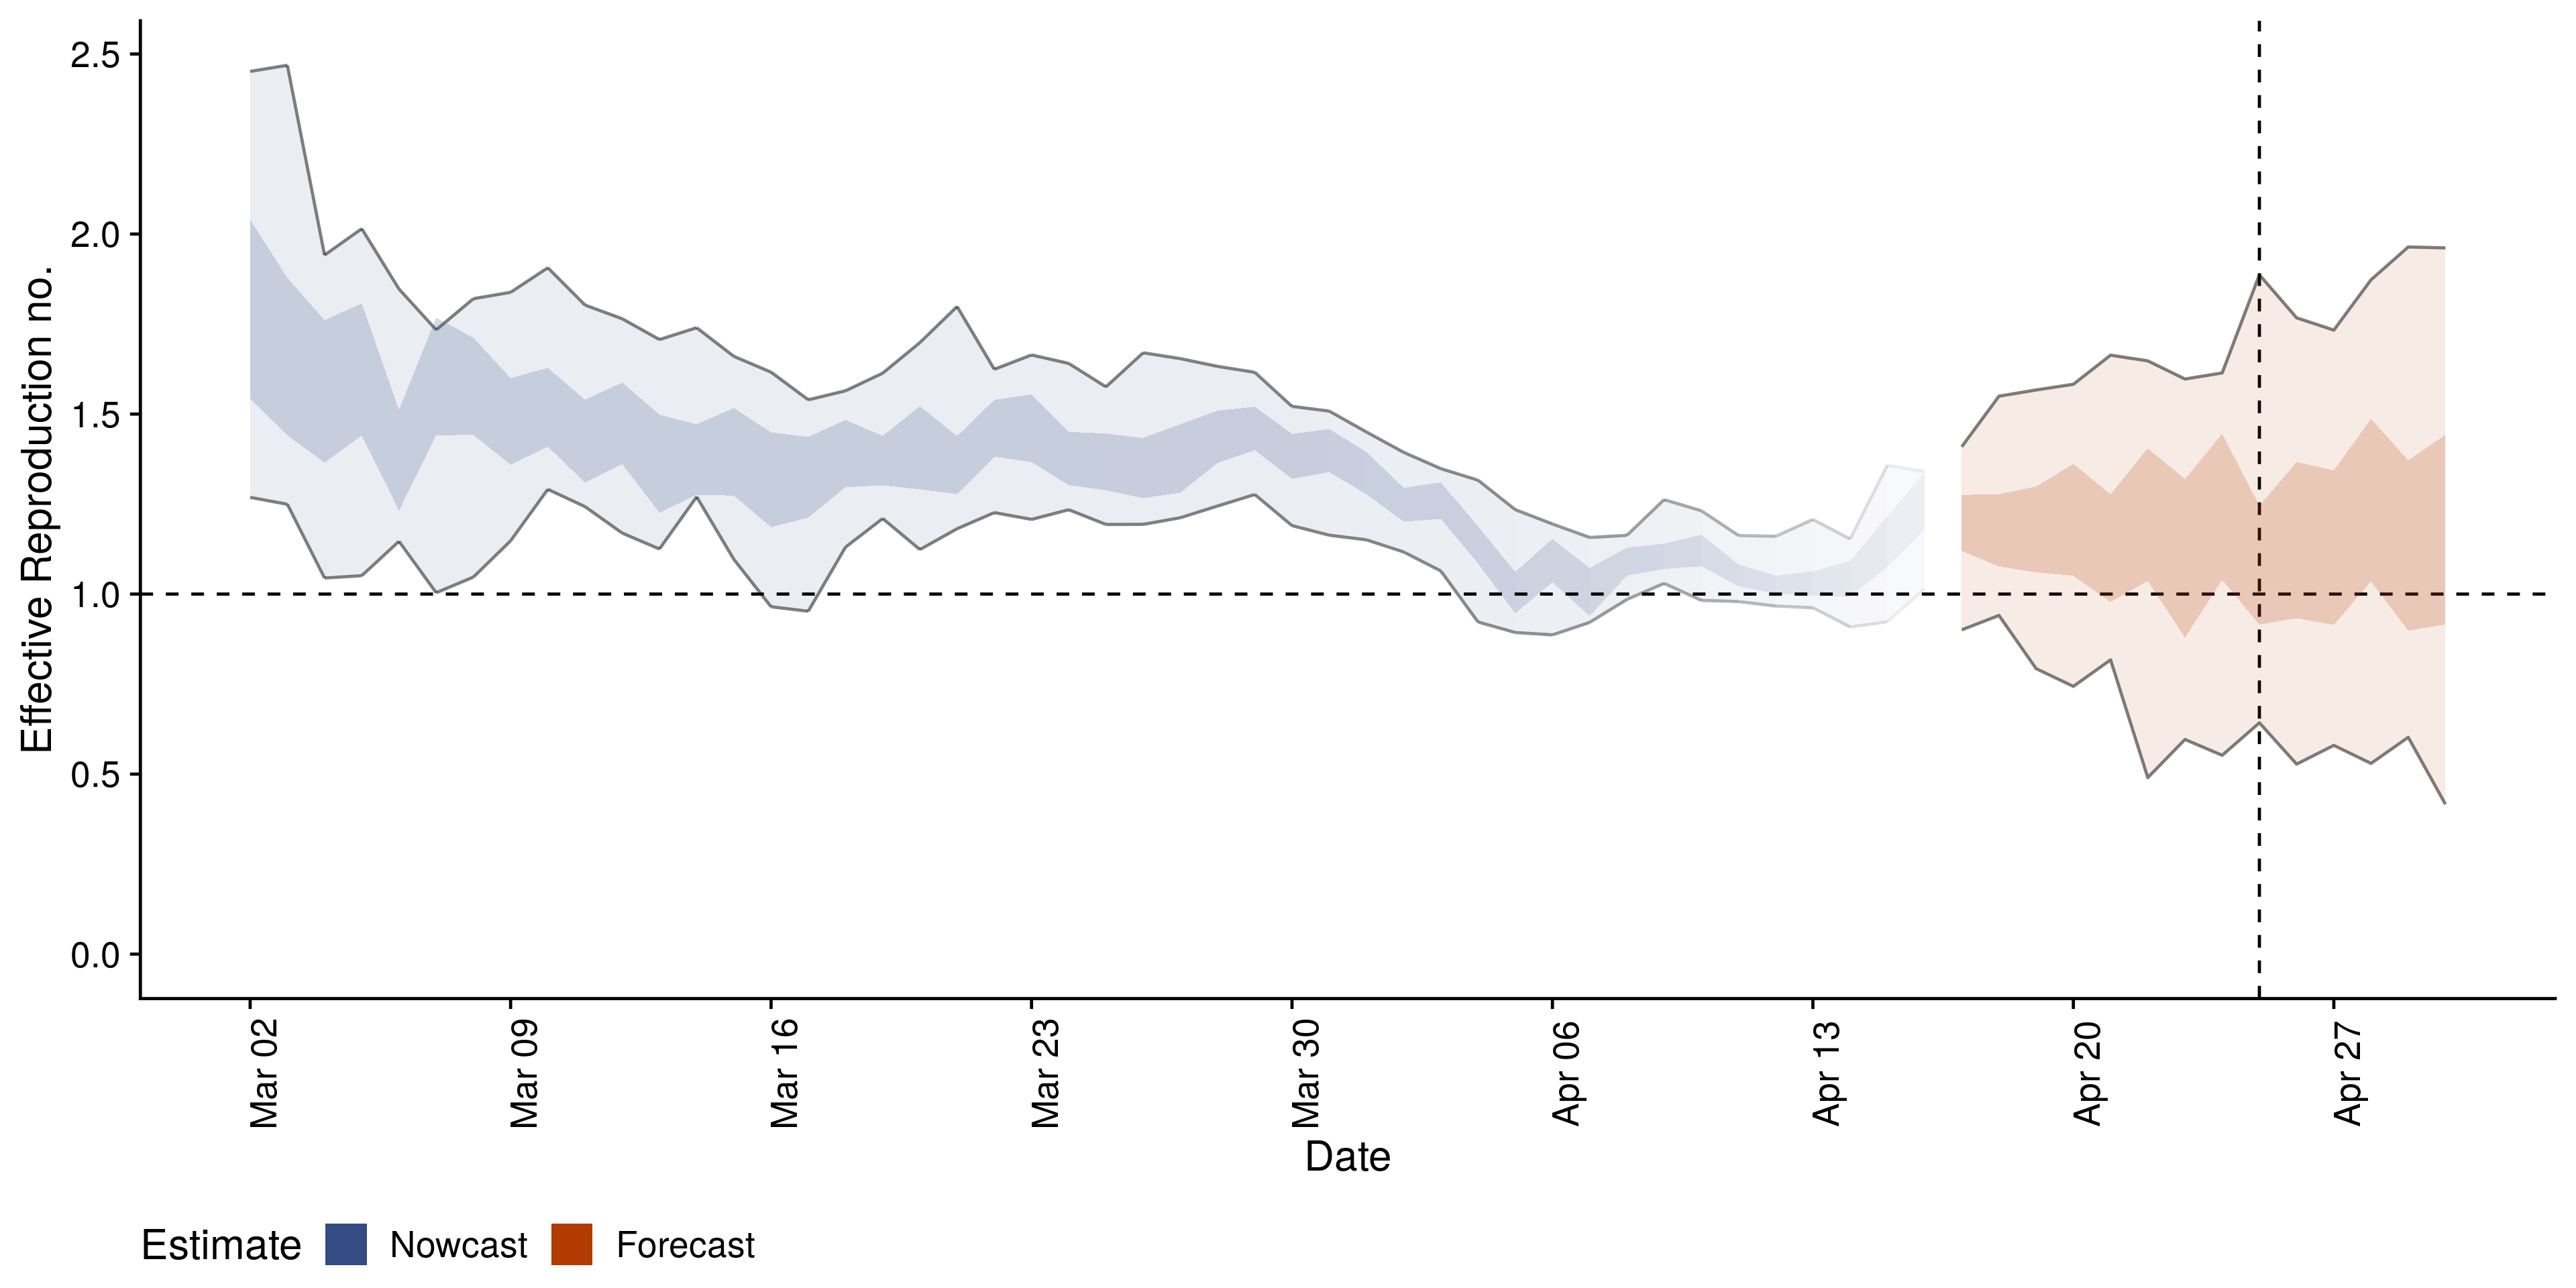 Effective Reproduction no.
2.5
2.0
1.5
1.0
0.5
0.0
Mar 02
Mar 09
Mar 16
Mar 23
Mar 30
Apr 06
Apr 13
Apr 20
Apr 27
Date
Estimate Nowcast Forecast